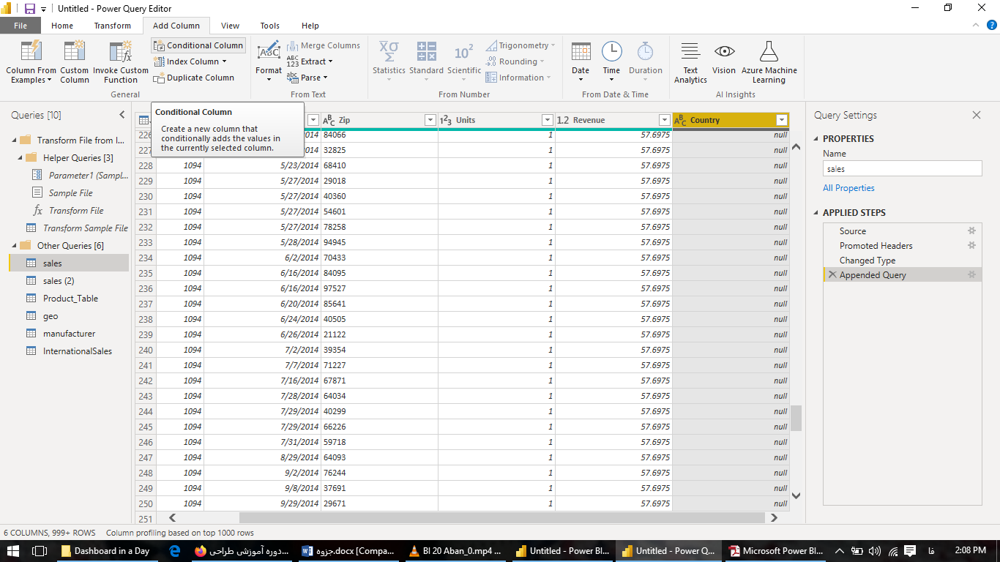 Untitled - Power Query Editor
File Home Transform Add Column View Tools Help
Column From Examples
Custom Column
Invoke Custom Function
Conditional Column
Index Column
Duplicate Column
General
Format
Merge Columns
Extract
Parse
From Text
Statistics
Standard
Scientific
Trigonometry
Rounding
Information
From Number
Date
Time
Duration
From Date & Time
Text Analytics
Vision
Azure Machine Learning
AI Insights
Conditional Column
Create a new column that
conditionally adds the values in
the currently selected column.
Queries [10]
Transform File from I...
Helper Queries [3]
Parameter1 (Sampl...
Sample File
Transform File
Transform Sample File
Other Queries [6]
sales
sales (2)
Product_Table
geo
manufacturer
InternationalSales
Zip Units Revenue Country
226 2014 84066 1 57.6975 null
227 2014 32825 1 57.6975 null
228 1094 5/23/2014 68410 1 57.6975 null
229 1094 5/27/2014 29018 1 57.6975 null
230 1094 5/27/2014 40360 1 57.6975 null
231 1094 5/27/2014 54601 1 57.6975 null
232 1094 5/27/2014 78258 1 57.6975 null
233 1094 5/28/2014 94945 1 57.6975 null
234 1094 6/2/2014 70433 1 57.6975 null
235 1094 6/16/2014 84095 1 57.6975 null
236 1094 6/16/2014 97527 1 57.6975 null
237 1094 6/20/2014 85641 1 57.6975 null
238 1094 6/24/2014 40505 1 57.6975 null
239 1094 6/26/2014 21122 1 57.6975 null
240 1094 7/2/2014 39354 1 57.6975 null
241 1094 7/7/2014 71227 1 57.6975 null
242 1094 7/16/2014 67871 1 57.6975 null
243 1094 7/28/2014 64034 1 57.6975 null
244 1094 7/29/2014 40299 1 57.6975 null
245 1094 7/29/2014 66226 1 57.6975 null
246 1094 7/31/2014 59718 1 57.6975 null
247 1094 8/29/2014 64093 1 57.6975 null
248 1094 9/2/2014 76244 1 57.6975 null
249 1094 9/8/2014 37691 1 57.6975 null
250 1094 9/29/2014 29671 1 57.6975 null
251
Query Settings
PROPERTIES
Name
sales
All Properties
APPLIED STEPS
Source
Promoted Headers
Changed Type
Appended Query
6 COLUMNS, 999+ ROWS Column profiling based on top 1000 rows
Dashboard in a Day
دوره آموزشی طراحی...
جزوه.docx [Compa...
BI 20 Aban_0.mp4 ...
Untitled - Power BI...
Untitled - Power Q...
Microsoft Power BI...
فا
2:08 PM